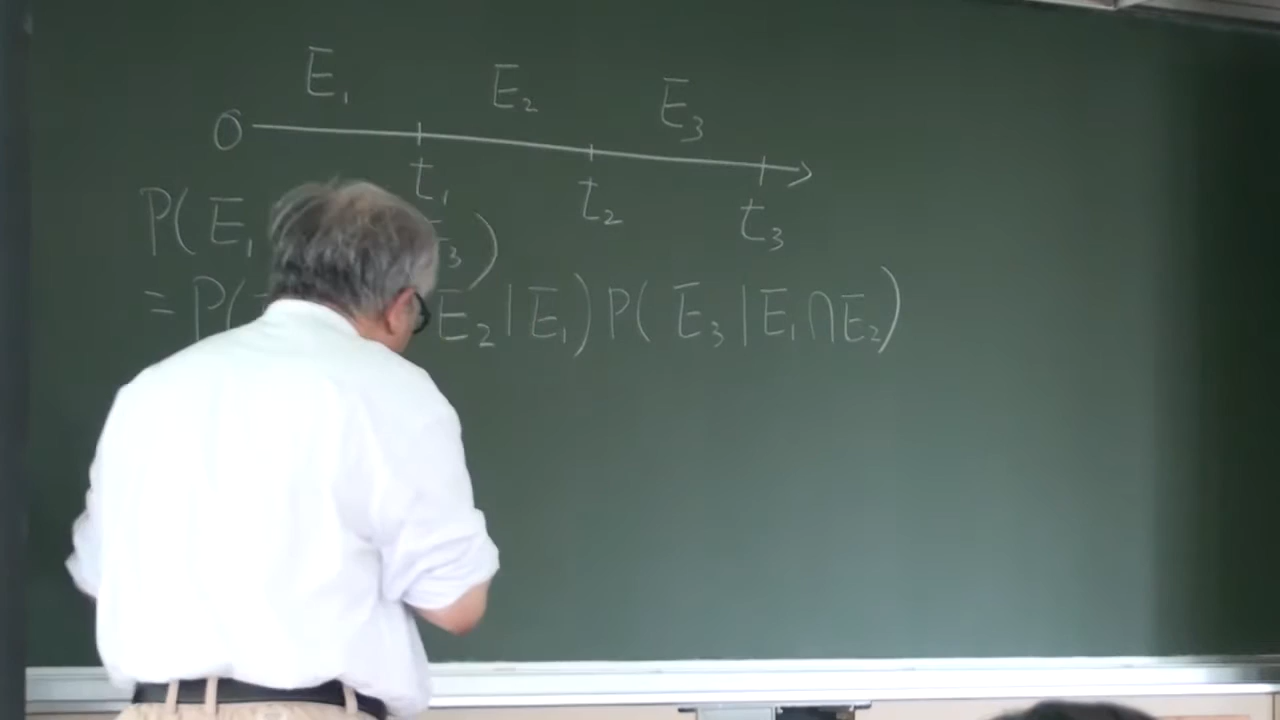 E₁ E₂ E₃
0
t₁ t₂ t₃
P(E₁ ₃)
=P( E₂|E₁)P(E₃|E₁∩E₂)